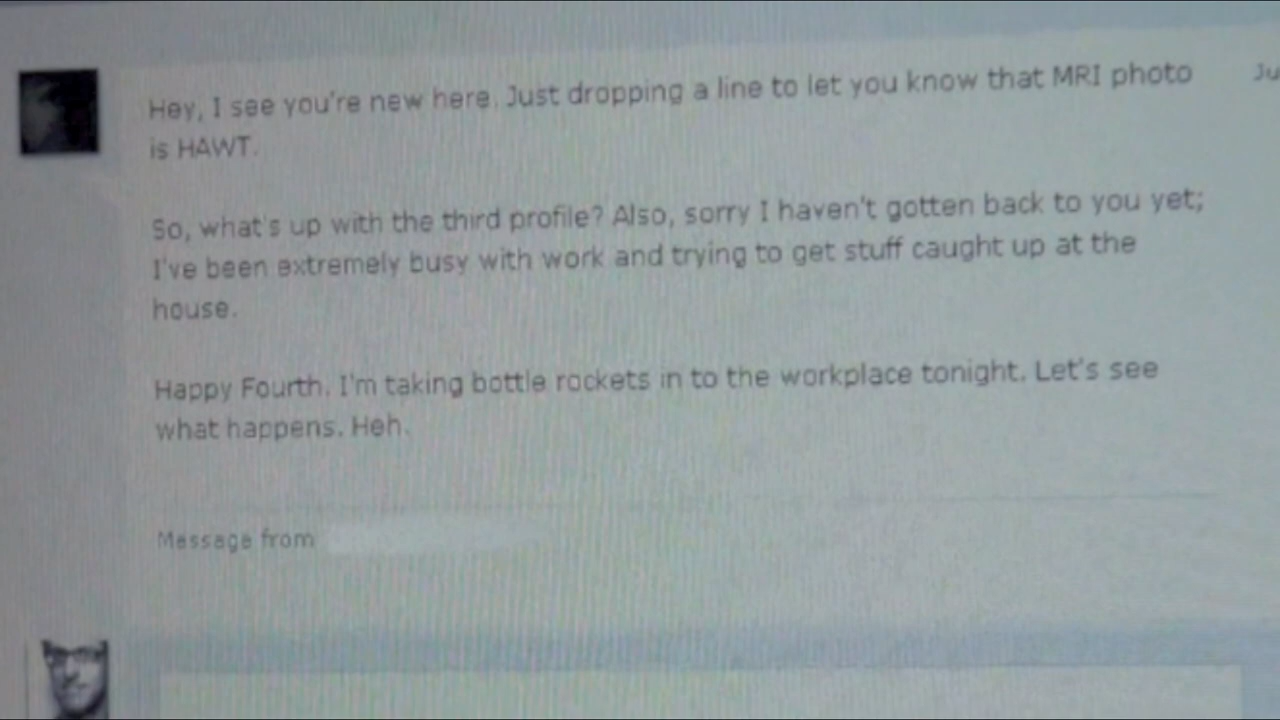 Hey, I see you're new here. Just dropping a line to let you know that MRI photo
is HAWT.
So, what's up with the third profile? Also, sorry I haven't gotten back to you yet;
I've been extremely busy with work and trying to get stuff caught up at the
house.
Happy Fourth. I'm taking bottle rockets in to the workplace tonight. Let's see
what happens. Heh.
Message from